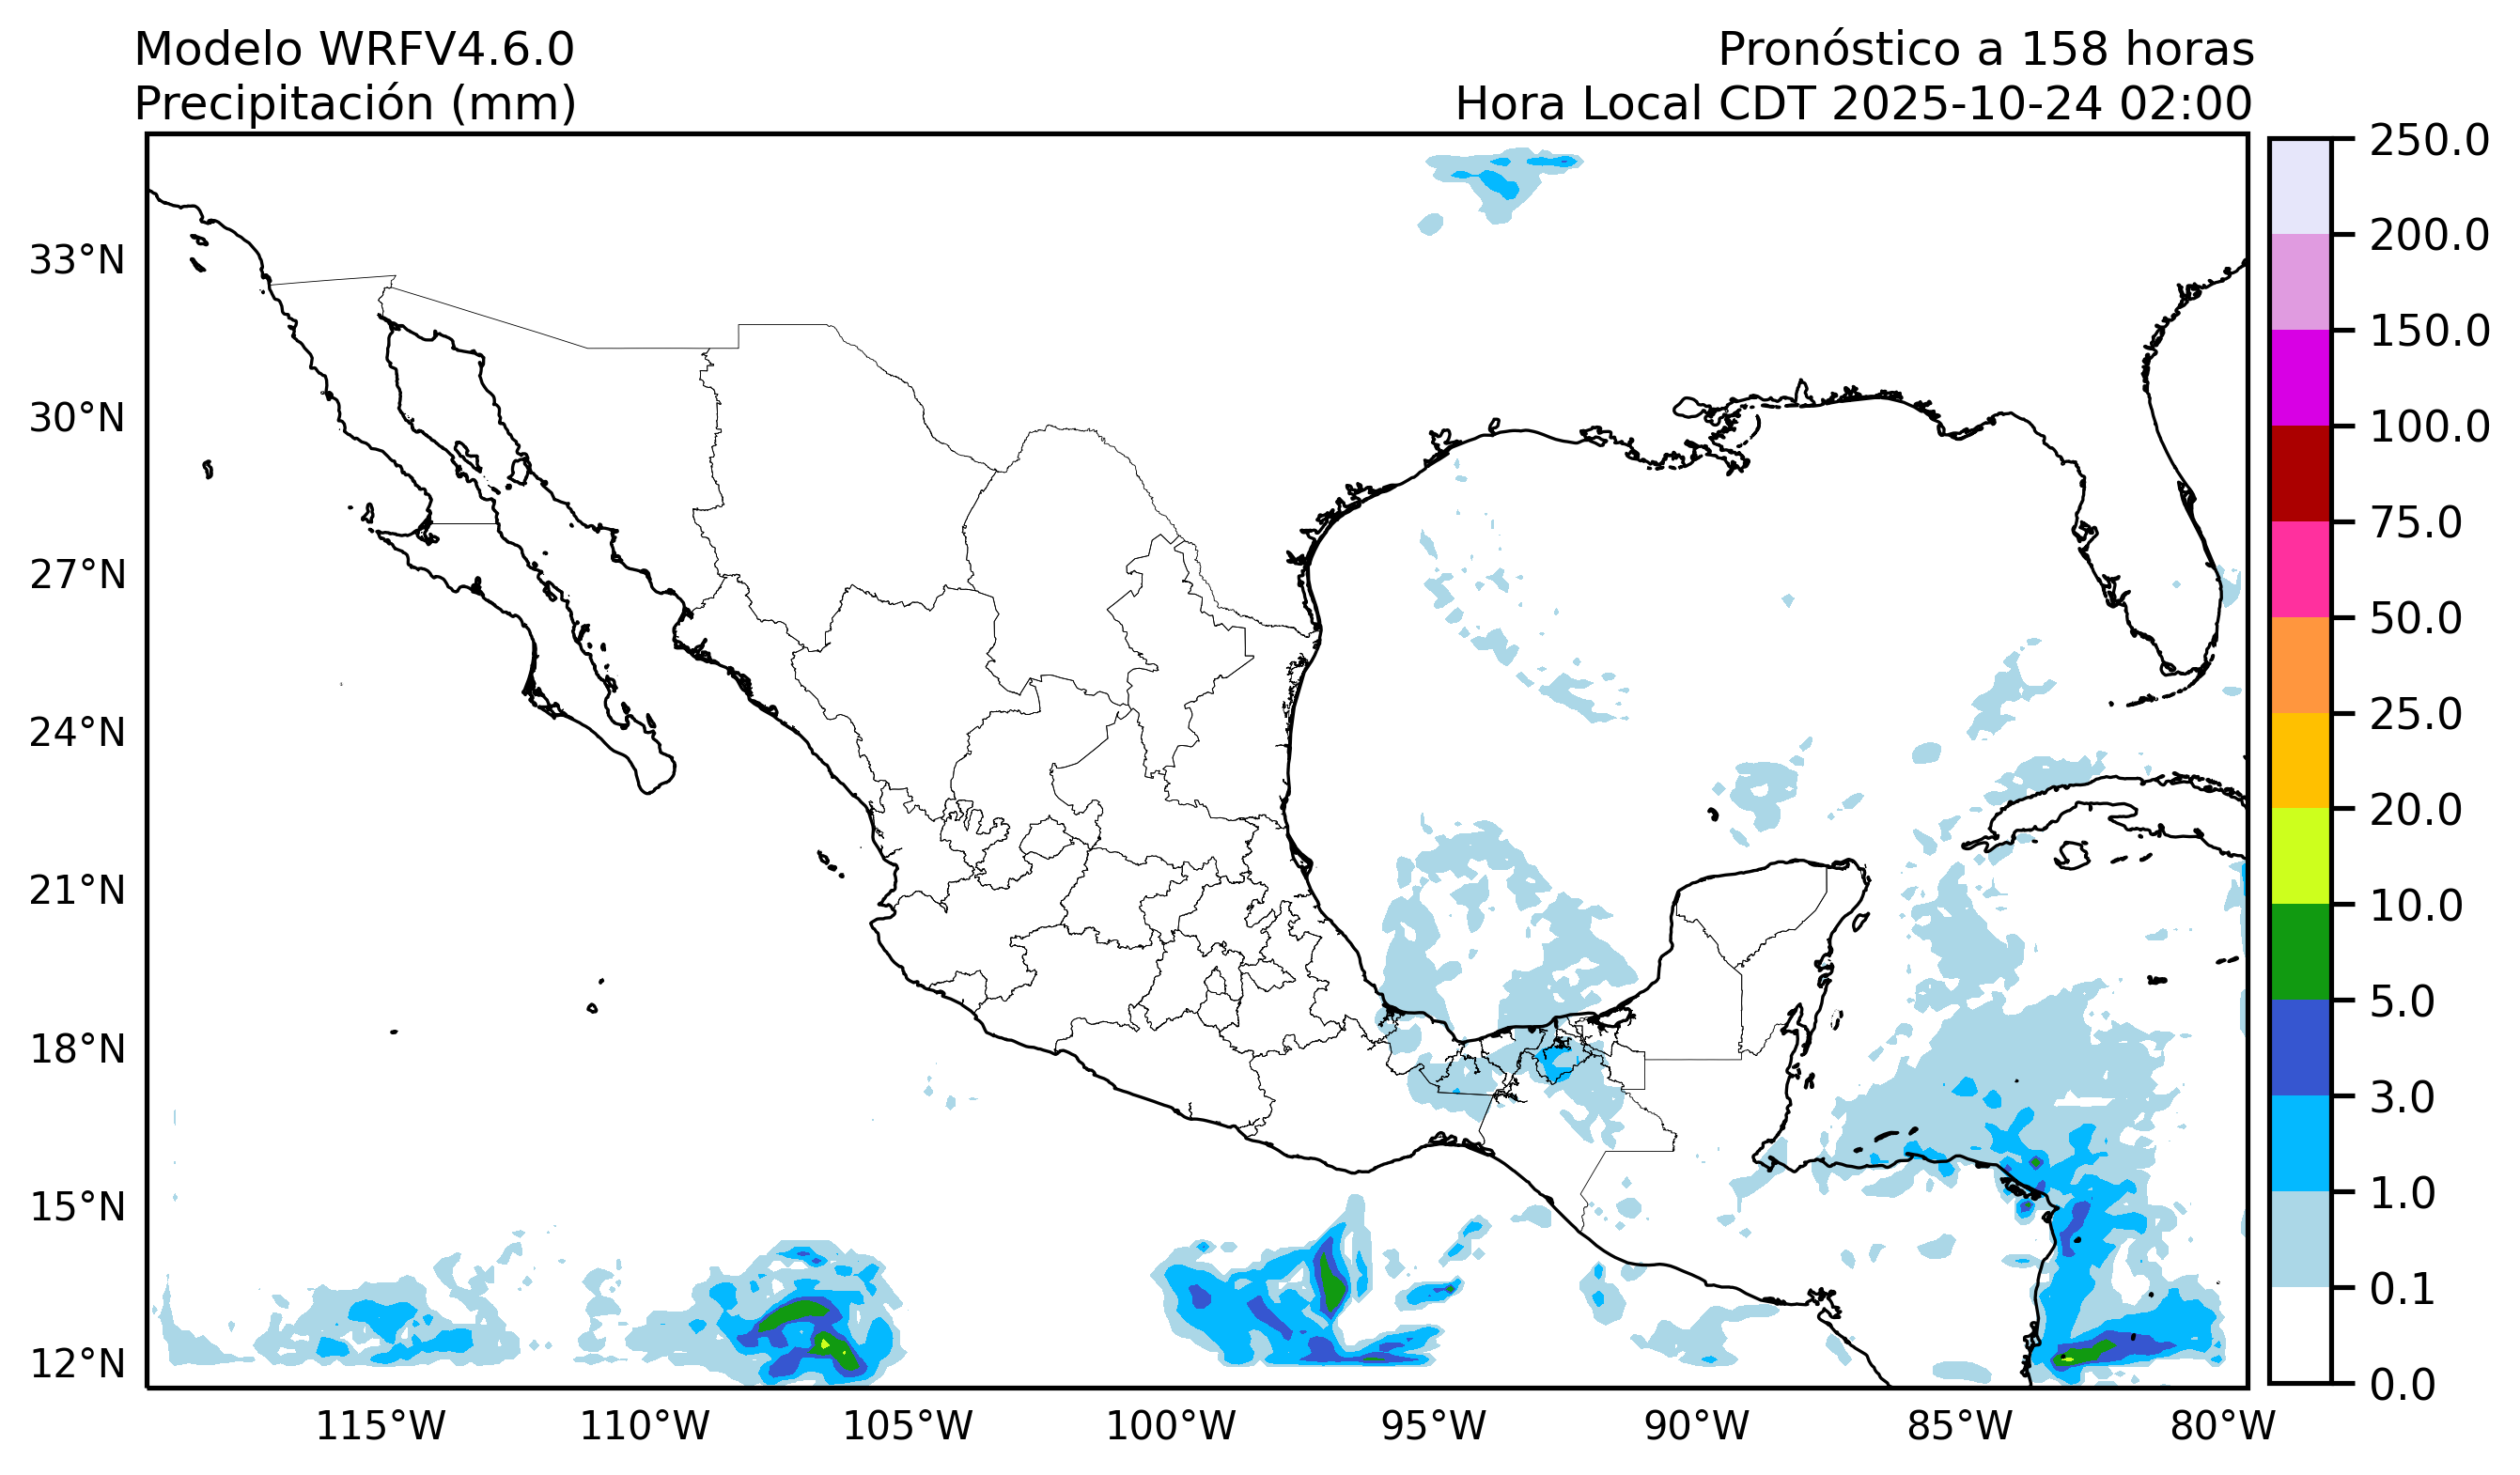 Modelo WRFV4.6.0
Precipitación (mm)
Pronóstico a 158 horas
Hora Local CDT 2025-10-24 02:00
33°N
30°N
27°N
24°N
21°N
18°N
15°N
12°N
115°W
110°W
105°W
100°W
95°W
90°W
85°W
80°W
250.0
200.0
150.0
100.0
75.0
50.0
25.0
20.0
10.0
5.0
3.0
1.0
0.1
0.0